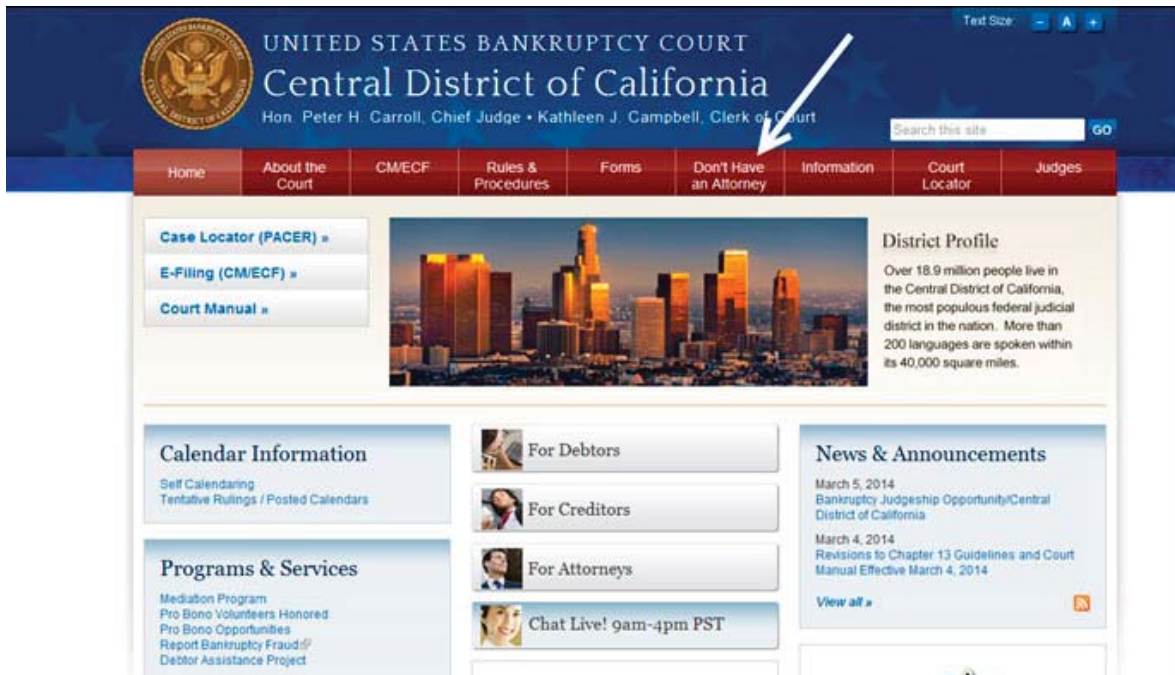 Text Size: - A +
UNITED STATES BANKRUPTCY COURT
Central District of California
Hon. Peter H. Carroll, Chief Judge • Kathleen J. Campbell, Clerk of Court
Search this site
GO
Home
About the
Court
CM/ECF
Rules &
Procedures
Forms
Don't Have
an Attorney
Information
Court
Locator
Judges
Case Locator (PACER) »
E-Filing (CM/ECF) »
Court Manual »
District Profile
Over 18.9 million people live in
the Central District of California,
the most populous federal judicial
district in the nation. More than
200 languages are spoken within
its 40,000 square miles.
Calendar Information
Self Calendaring
Tentative Rulings / Posted Calendars
Programs & Services
Mediation Program
Pro Bono Volunteers Honored
Pro Bono Opportunities
Report Bankruptcy Fraud
Debtor Assistance Project
For Debtors
For Creditors
For Attorneys
Chat Live! 9am-4pm PST
News & Announcements
March 5, 2014
Bankruptcy Judgeship Opportunity/Central
District of California
March 4, 2014
Revisions to Chapter 13 Guidelines and Court
Manual Effective March 4, 2014
View all »